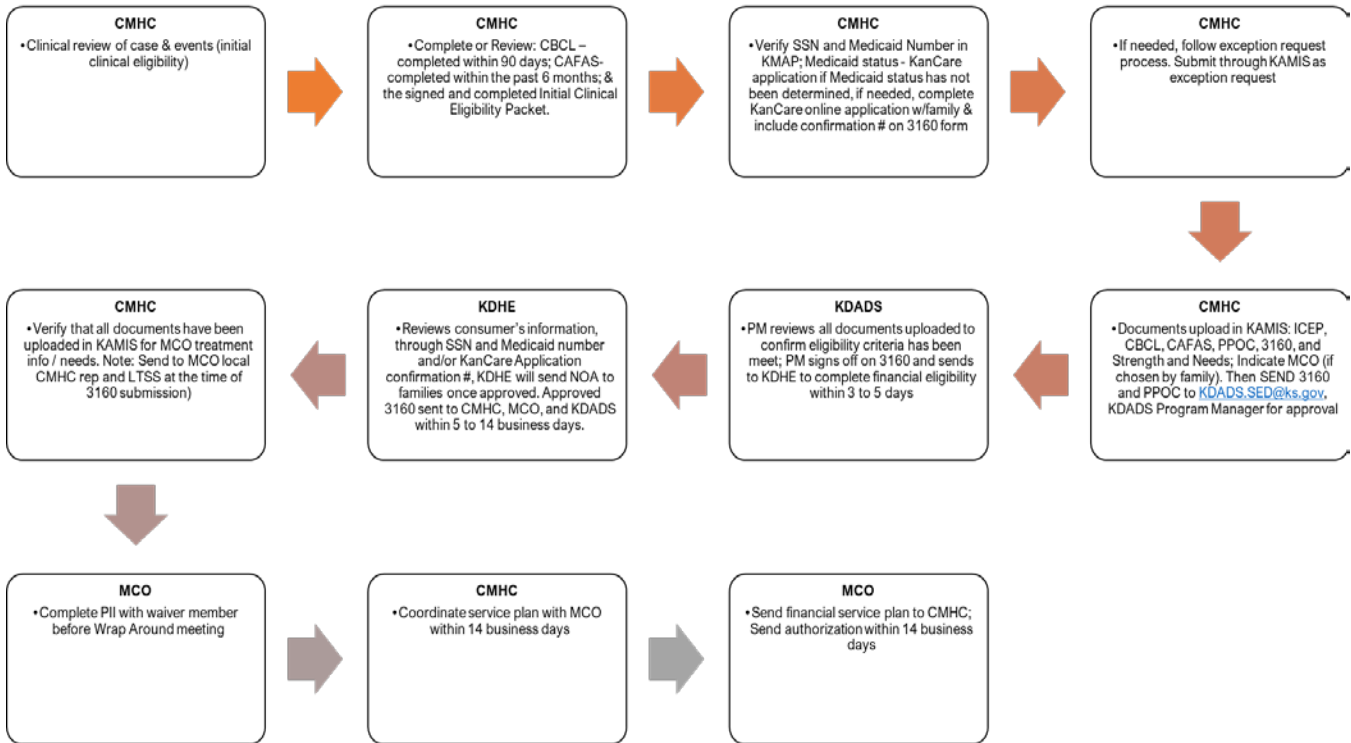 CMHC
•Clinical review of case & events (initial
clinical eligibility)
CMHC
•Complete or Review: CBCL –
completed within 90 days; CAFAS-
completed within the past 6 months; &
the signed and completed Initial Clinical
Eligibility Packet.
CMHC
•Verify SSN and Medicaid Number in
KMAP; Medicaid status - KanCare
application if Medicaid status has not
been determined, if needed, complete
KanCare online application w/family &
include confirmation # on 3160 form
CMHC
•If needed, follow exception request
process. Submit through KAMIS as
exception request
CMHC
•Documents upload in KAMIS: ICEP,
CBCL, CAFAS, PPOC, 3160, and
Strength and Needs; Indicate MCO (if
chosen by family). Then SEND 3160
and PPOC to KDADS.SED@ks.gov,
KDADS Program Manager for approval
KDADS
•PM reviews all documents uploaded to
confirm eligibility criteria has been
meet; PM signs off on 3160 and sends
to KDHE to complete financial eligibility
within 3 to 5 days
KDHE
•Reviews consumer's information,
through SSN and Medicaid number
and/or KanCare Application
confirmation #, KDHE will send NOA to
families once approved. Approved
3160 sent to CMHC, MCO, and KDADS
within 5 to 14 business days.
CMHC
•Verify that all documents have been
uploaded in KAMIS for MCO treatment
info / needs. Note: Send to MCO local
CMHC rep and LTSS at the time of
3160 submission)
MCO
•Complete PII with waiver member
before Wrap Around meeting
CMHC
•Coordinate service plan with MCO
within 14 business days
MCO
•Send financial service plan to CMHC;
Send authorization within 14 business
days